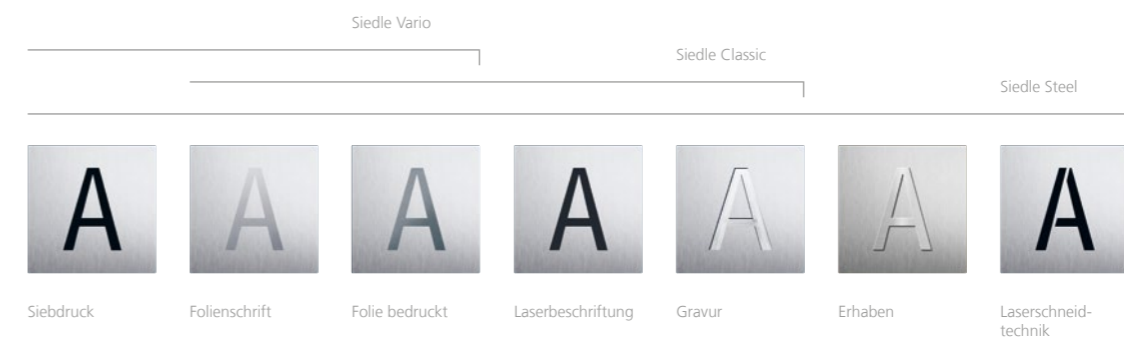 Siedle Vario
Siedle Classic
Siedle Steel
A A A A A A A
Siebdruck Folienschrift Folie bedruckt Laserbeschriftung Gravur Erhaben Laserschneid-
technik